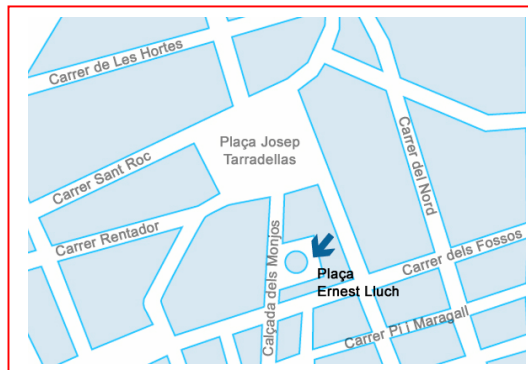 Carrer de Les Hortes
Plaça Josep
Tarradellas
Carrer Sant Roc
Carrer del Nord
Carrer Rentador
Calçada dels Monjos
Carrer dels Fossos
Plaça
Ernest Lluch
Carrer Pi i Maragall